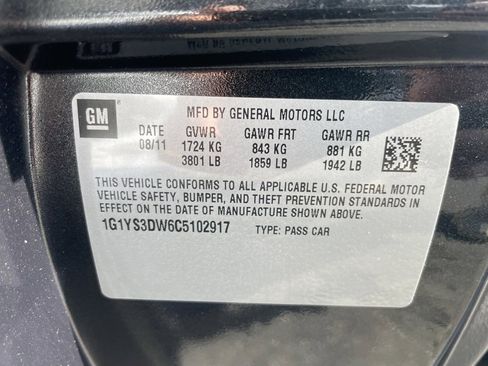 GM
MFD BY GENERAL MOTORS LLC
DATE GVWR GAWR FRT GAWR RR
08/11 1724 KG 843 KG 881 KG
3801 LB 1859 LB 1942 LB
THIS VEHICLE CONFORMS TO ALL APPLICABLE U.S. FEDERAL MOTOR
VEHICLE SAFETY, BUMPER, AND THEFT PREVENTION STANDARDS IN
EFFECT ON THE DATE OF MANUFACTURE SHOWN ABOVE.
1G1YS3DW6C5102917 TYPE: PASS CAR